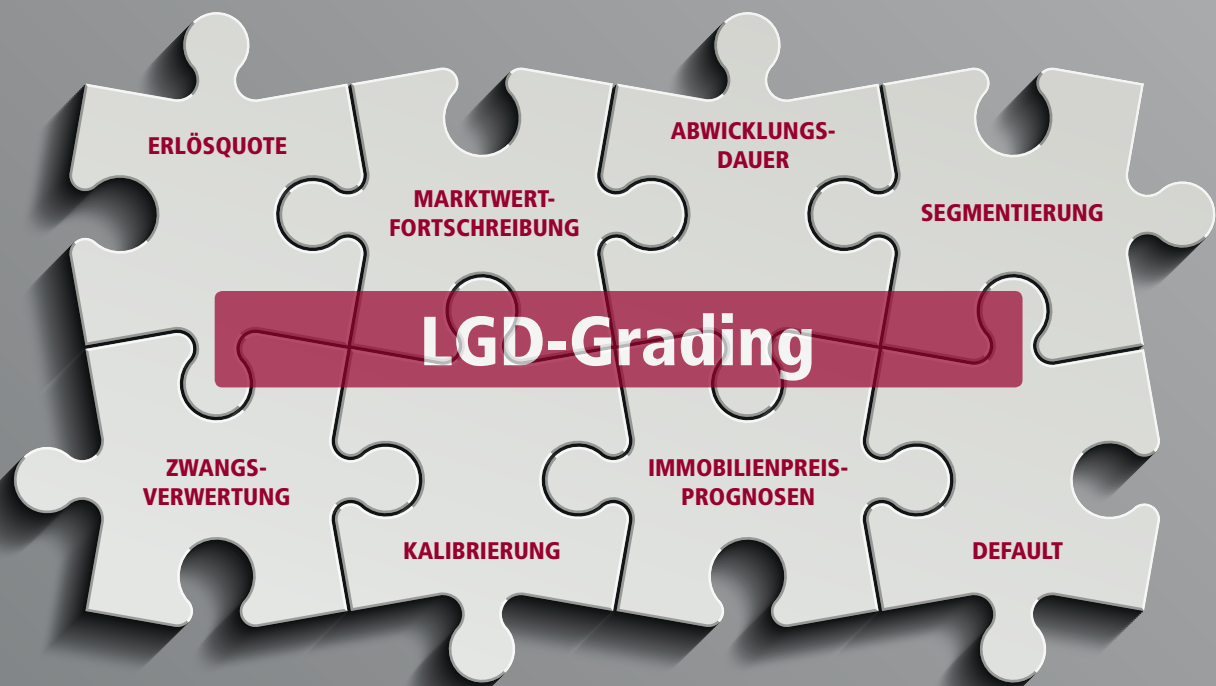 ERLÖSQUOTE
MARKTWERT-
FORTSCHREIBUNG
ABWICKLUNGS-
DAUER
SEGMENTIERUNG
LGD-Grading
ZWANGS-
VERWERTUNG
KALIBRIERUNG
IMMOBILIENPREIS-
PROGNOSEN
DEFAULT